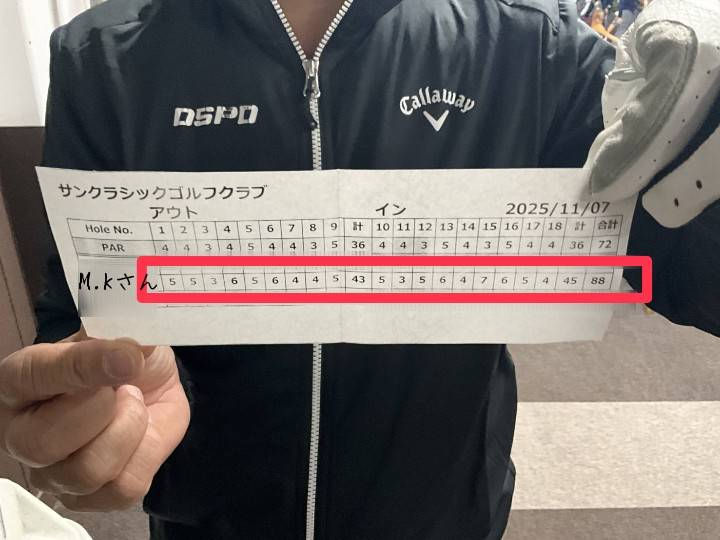 DSPD
Callaway
サンクラシックゴルフクラブ
アウト イン 2025/11/07
Hole No. 1 2 3 4 5 6 7 8 9 計 10 11 12 13 14 15 16 17 18 計 合計
PAR 4 4 3 4 5 4 4 3 5 36 4 4 3 5 4 3 5 4 4 36 72
M.Kさん 5 5 3 6 5 6 4 4 5 43 5 3 5 6 4 7 6 5 4 45 88